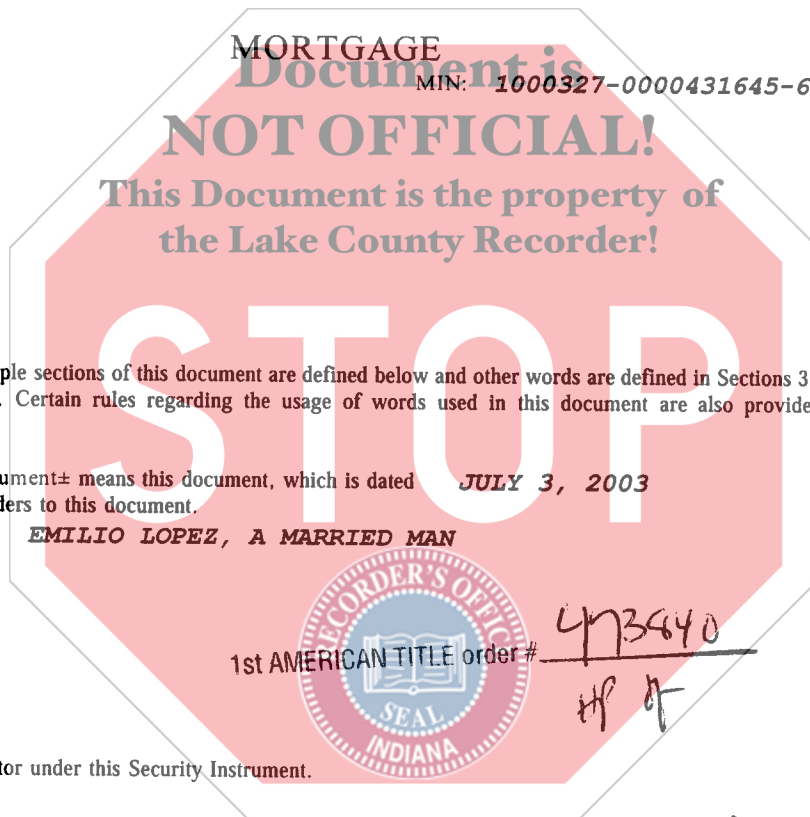 MORTGAGE
Document is
MIN: 1000327-0000431645-6
NOT OFFICIAL!
This Document is the property of
the Lake County Recorder!
STOP
ple sections of this document are defined below and other words are defined in Sections 3
. Certain rules regarding the usage of words used in this document are also provide
ument± means this document, which is dated JULY 3, 2003
ders to this document.
EMILIO LOPEZ, A MARRIED MAN
RECORDER'S OFFIC
1st AMERICAN TITLE order #
SEAL
INDIANA
tor under this Security Instrument.